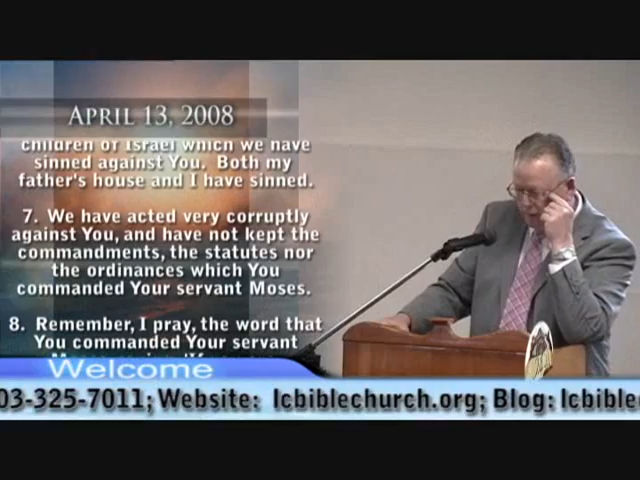 APRIL 13, 2008
children of Israel which we have
sinned against You. Both my
father's house and I have sinned.
7. We have acted very corruptly
against You, and have not kept the
commandments, the statutes nor
the ordinances which You
commanded Your servant Moses.
8. Remember, I pray, the word that
You commanded Your servant
Welcome
03-325-7011; Website: lcbiblechurch.org; Blog: lcbible